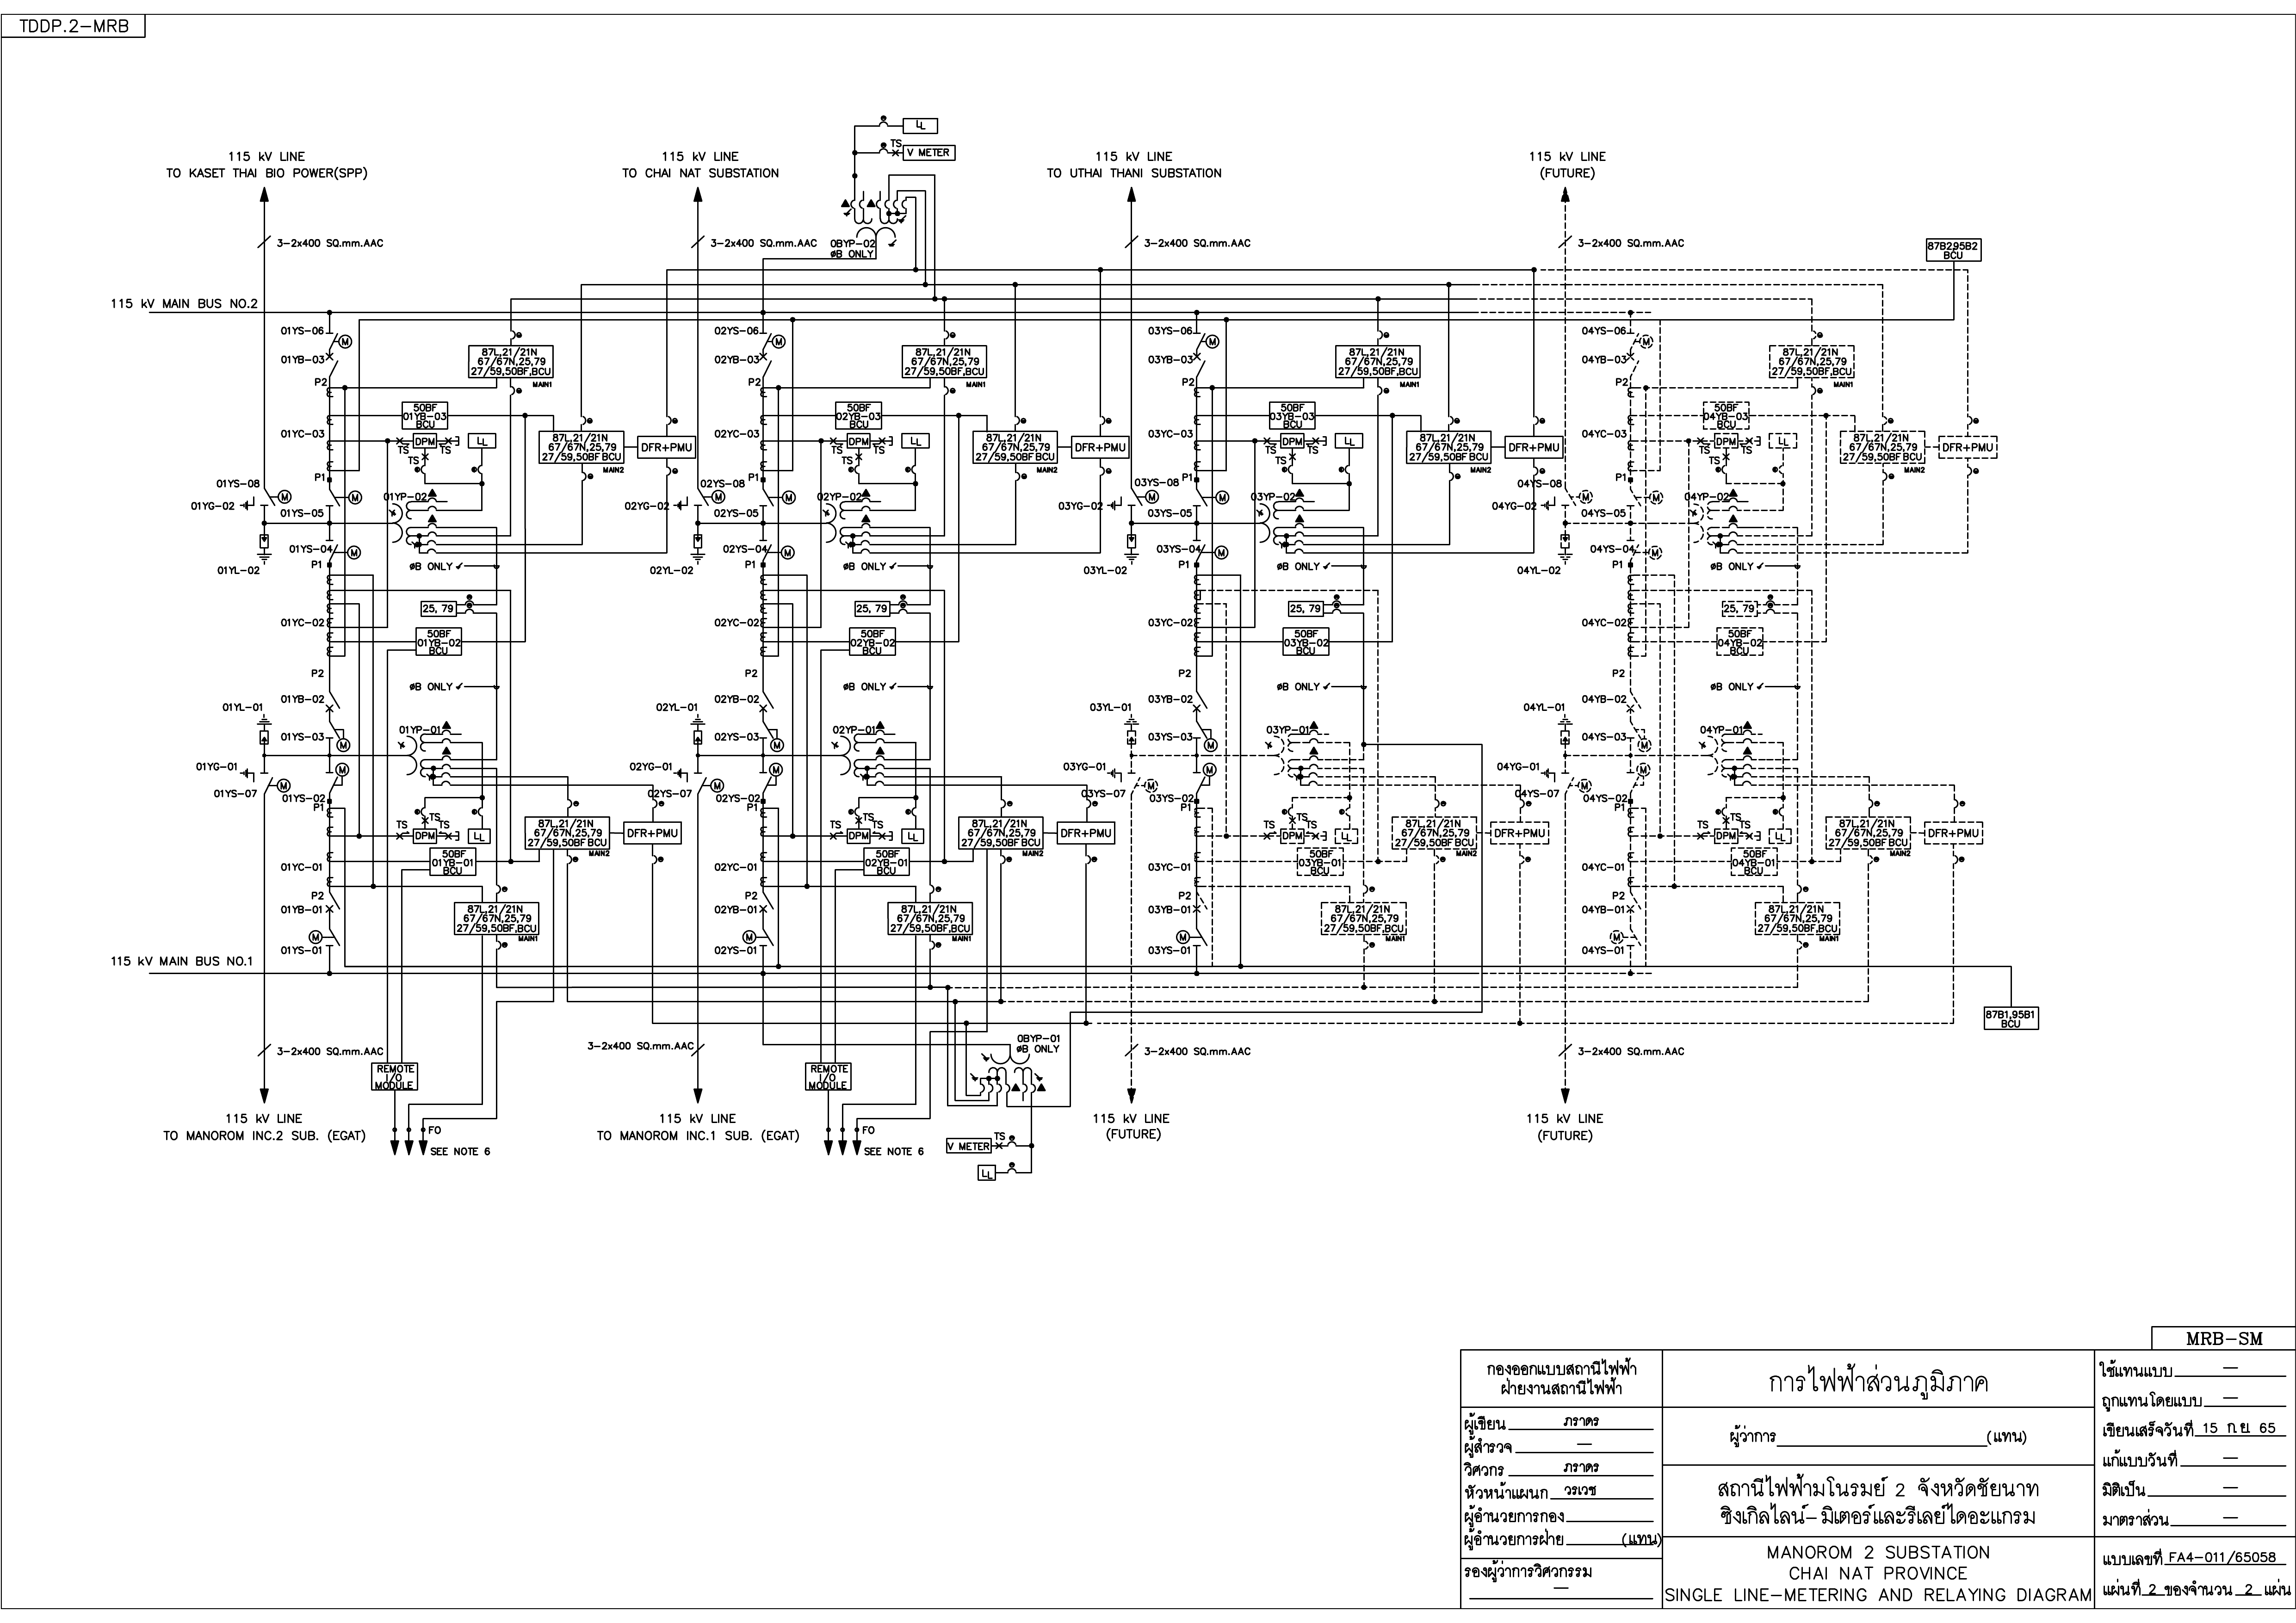 TDDP.2-MRB
115 kV LINE
TO KASET THAI BIO POWER(SPP)
115 kV LINE
TO CHAI NAT SUBSTATION
LL
TS
V METER
115 kV LINE
TO UTHAI THANI SUBSTATION
115 kV LINE
(FUTURE)
3-2x400 SQ.mm.AAC
3-2x400 SQ.mm.AAC
0BYP-02
øB ONLY
3-2x400 SQ.mm.AAC
3-2x400 SQ.mm.AAC
87B2,95B2
BCU
115 kV MAIN BUS NO.2
01YS-06
M
01YB-03
P2
87L,21/21N
67/67N,25,79
27/59,50BF,BCU
MAIN1
50BF
01YB-03
BCU
01YC-03
TS
DPM
TS
TS
LL
87L,21/21N
67/67N,25,79
27/59,50BF BCU
MAIN2
DFR+PMU
P1
01YS-08
M
M
01YP-02
01YG-02
01YS-05
01YS-04
M
P1
01YL-02
øB ONLY
25, 79
01YC-02
50BF
01YB-02
BCU
P2
øB ONLY
01YB-02
01YL-01
01YP-01
01YS-03
M
01YG-01
M
M
01YS-07
01YS-02
P1
TS
TS
TS
DPM
LL
87L,21/21N
67/67N,25,79
27/59,50BF BCU
MAIN2
DFR+PMU
50BF
01YB-01
BCU
01YC-01
P2
01YB-01
87L,21/21N
67/67N,25,79
27/59,50BF,BCU
MAIN1
M
01YS-01
02YS-06
M
02YB-03
P2
87L,21/21N
67/67N,25,79
27/59,50BF,BCU
MAIN1
50BF
02YB-03
BCU
02YC-03
TS
DPM
TS
TS
LL
87L,21/21N
67/67N,25,79
27/59,50BF BCU
MAIN2
DFR+PMU
P1
02YS-08
M
M
02YP-02
02YG-02
02YS-05
02YS-04
M
P1
02YL-02
øB ONLY
25, 79
02YC-02
50BF
02YB-02
BCU
P2
øB ONLY
02YB-02
02YL-01
02YP-01
02YS-03
M
02YG-01
M
M
02YS-07
02YS-02
P1
TS
TS
TS
DPM
LL
87L,21/21N
67/67N,25,79
27/59,50BF BCU
MAIN2
DFR+PMU
50BF
02YB-01
BCU
02YC-01
P2
02YB-01
87L,21/21N
67/67N,25,79
27/59,50BF,BCU
MAIN1
M
02YS-01
03YS-06
M
03YB-03
P2
87L,21/21N
67/67N,25,79
27/59,50BF,BCU
MAIN1
50BF
03YB-03
BCU
03YC-03
TS
DPM
TS
TS
LL
87L,21/21N
67/67N,25,79
27/59,50BF BCU
MAIN2
DFR+PMU
P1
03YS-08
M
M
03YP-02
03YG-02
03YS-05
03YS-04
M
P1
03YL-02
øB ONLY
25, 79
03YC-02
50BF
03YB-02
BCU
P2
øB ONLY
03YB-02
03YL-01
03YP-01
03YS-03
M
03YG-01
M
M
03YS-07
03YS-02
P1
TS
TS
TS
DPM
LL
87L,21/21N
67/67N,25,79
27/59,50BF BCU
MAIN2
DFR+PMU
50BF
03YB-01
BCU
03YC-01
P2
03YB-01
87L,21/21N
67/67N,25,79
27/59,50BF,BCU
MAIN1
M
03YS-01
04YS-06
M
04YB-03
P2
87L,21/21N
67/67N,25,79
27/59,50BF,BCU
MAIN1
50BF
04YB-03
BCU
04YC-03
TS
DPM
TS
TS
LL
87L,21/21N
67/67N,25,79
27/59,50BF BCU
MAIN2
DFR+PMU
P1
04YS-08
M
M
04YP-02
04YG-02
04YS-05
04YS-04
M
P1
04YL-02
øB ONLY
25, 79
04YC-02
50BF
04YB-02
BCU
P2
øB ONLY
04YB-02
04YL-01
04YP-01
04YS-03
M
04YG-01
M
M
04YS-07
04YS-02
P1
TS
TS
TS
DPM
LL
87L,21/21N
67/67N,25,79
27/59,50BF BCU
MAIN2
DFR+PMU
50BF
04YB-01
BCU
04YC-01
P2
04YB-01
87L,21/21N
67/67N,25,79
27/59,50BF,BCU
MAIN1
M
04YS-01
115 kV MAIN BUS NO.1
87B1,95B1
BCU
3-2x400 SQ.mm.AAC
3-2x400 SQ.mm.AAC
0BYP-01
øB ONLY
3-2x400 SQ.mm.AAC
3-2x400 SQ.mm.AAC
REMOTE
I/O
MODULE
REMOTE
I/O
MODULE
115 kV LINE
TO MANOROM INC.2 SUB. (EGAT)
FO
SEE NOTE 6
115 kV LINE
TO MANOROM INC.1 SUB. (EGAT)
FO
SEE NOTE 6
V METER
TS
LL
115 kV LINE
(FUTURE)
115 kV LINE
(FUTURE)
MRB-SM
กองออกแบบสถานีไฟฟ้า
ฝ่ายงานสถานีไฟฟ้า
การไฟฟ้าส่วนภูมิภาค
ใช้แทนแบบ —
ถูกแทนโดยแบบ —
ผู้เขียน ภราดร
ผู้สำรวจ —
วิศวกร ภราดร
หัวหน้าแผนก วรเวช
ผู้อำนวยการกอง
ผู้อำนวยการฝ่าย (แทน)
รองผู้ว่าการวิศวกรรม
—
ผู้ว่าการ (แทน)
เขียนเสร็จวันที่ 15 ก.ย. 65
แก้แบบวันที่ —
มิติเป็น —
มาตราส่วน —
สถานีไฟฟ้ามโนรมย์ 2 จังหวัดชัยนาท
ซิงเกิลไลน์-มิเตอร์และรีเลย์ไดอะแกรม
MANOROM 2 SUBSTATION
CHAI NAT PROVINCE
SINGLE LINE-METERING AND RELAYING DIAGRAM
แบบเลขที่ FA4-011/65058
แผ่นที่ 2 ของจำนวน 2 แผ่น